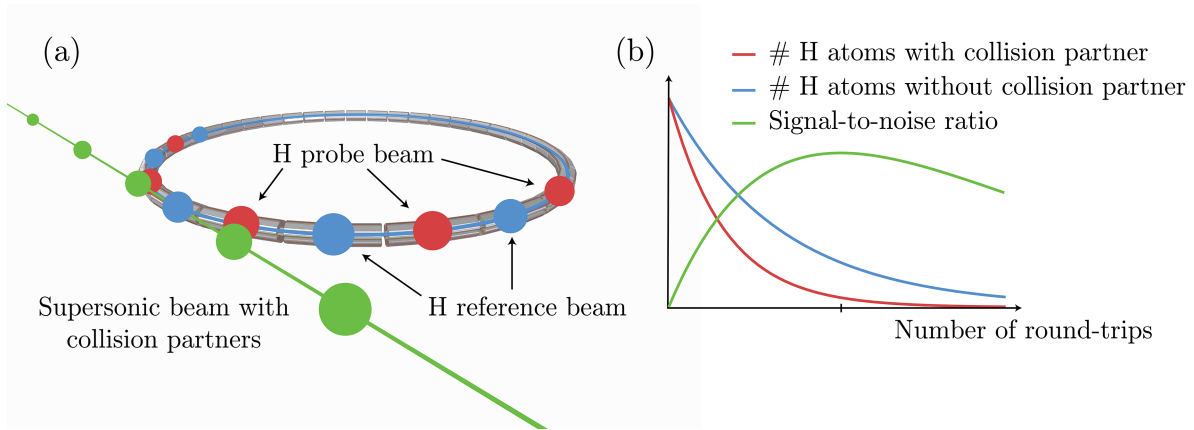 (a)
H probe beam
H reference beam
Supersonic beam with
collision partners
(b)
# H atoms with collision partner
# H atoms without collision partner
Signal-to-noise ratio
Number of round-trips